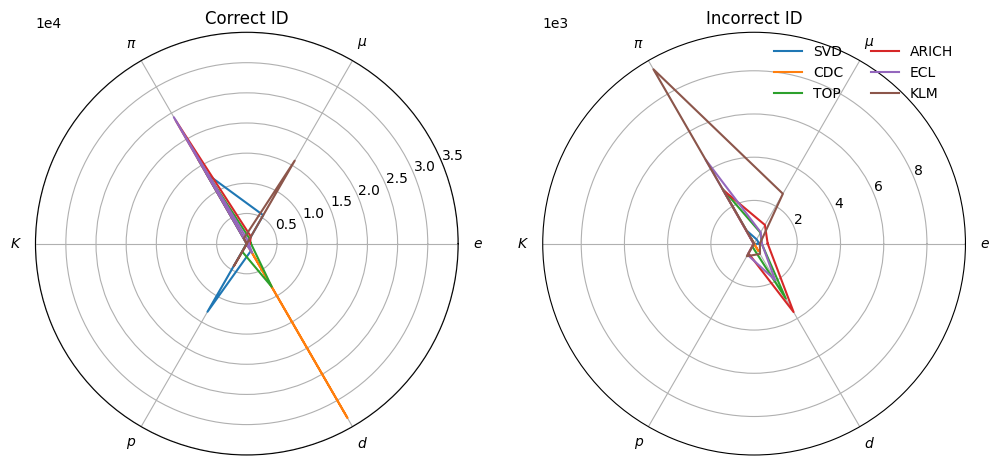 Correct ID
1e4
π
μ
K
e
p
d
0.5
1.0
1.5
2.0
2.5
3.0
3.5
Incorrect ID
1e3
π
μ
K
e
p
d
2
4
6
8
SVD
CDC
TOP
ARICH
ECL
KLM